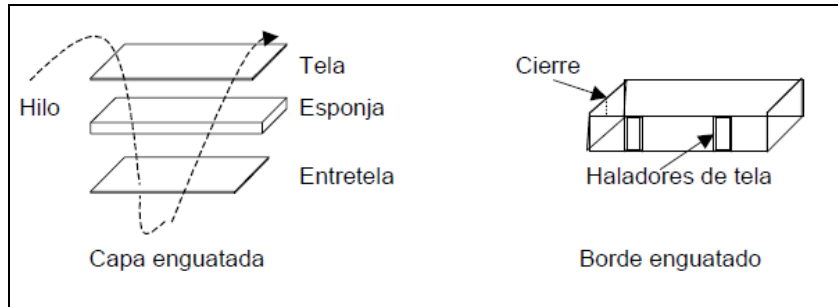 Hilo
Tela
Esponja
Entretela
Capa enguatada
Cierre
Haladores de tela
Borde enguatado